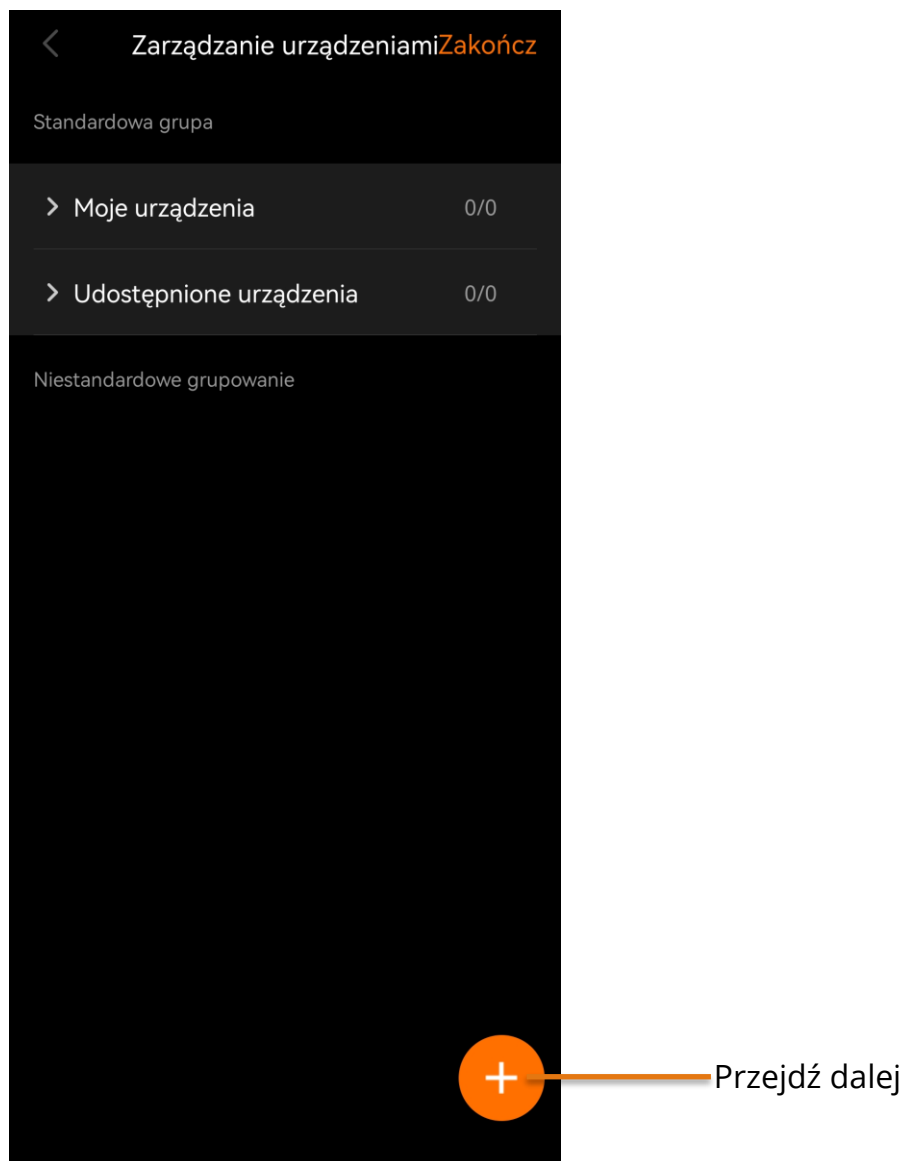 Zarządzanie urządzeniamiZakończ
Standardowa grupa
Moje urządzenia 0/0
Udostępnione urządzenia 0/0
Niestandardowe grupowanie
Przejdź dalej